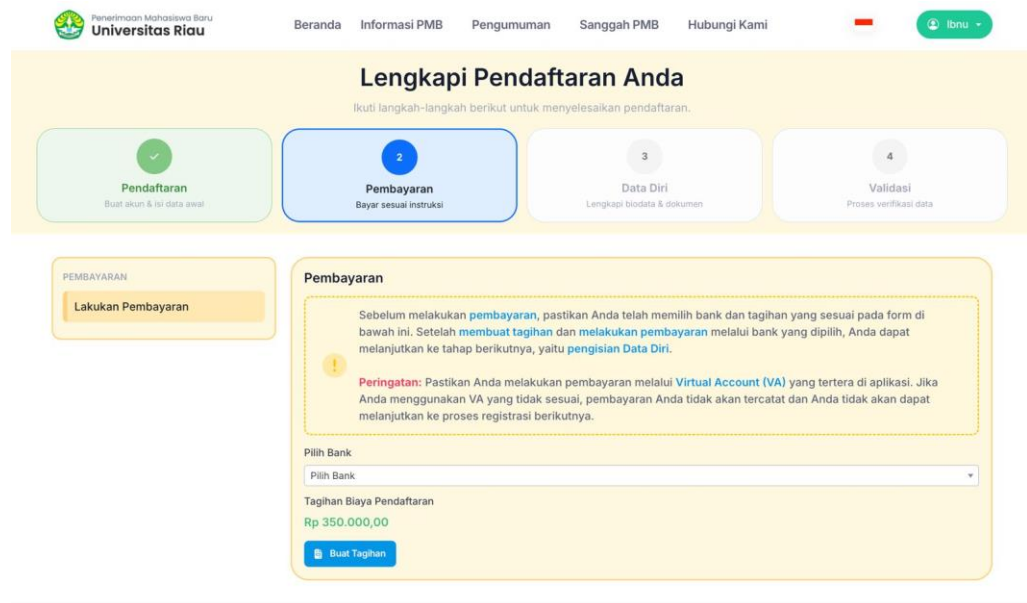 Penerimaan Mahasiswa Baru
Universitas Riau
Beranda
Informasi PMB
Pengumuman
Sanggah PMB
Hubungi Kami
Ibnu
Lengkapi Pendaftaran Anda
Ikuti langkah-langkah berikut untuk menyelesaikan pendaftaran.
Pendaftaran
Buat akun & isi data awal
2
Pembayaran
Bayar sesuai instruksi
3
Data Diri
Lengkapi biodata & dokumen
4
Validasi
Proses verifikasi data
PEMBAYARAN
Lakukan Pembayaran
Pembayaran
Sebelum melakukan pembayaran, pastikan Anda telah memilih bank dan tagihan yang sesuai pada form di
bawah ini. Setelah membuat tagihan dan melakukan pembayaran melalui bank yang dipilih, Anda dapat
melanjutkan ke tahap berikutnya, yaitu pengisian Data Diri.
!
Peringatan: Pastikan Anda melakukan pembayaran melalui Virtual Account (VA) yang tertera di aplikasi. Jika
Anda menggunakan VA yang tidak sesuai, pembayaran Anda tidak akan tercatat dan Anda tidak akan dapat
melanjutkan ke proses registrasi berikutnya.
Pilih Bank
Pilih Bank
Tagihan Biaya Pendaftaran
Rp 350.000,00
Buat Tagihan